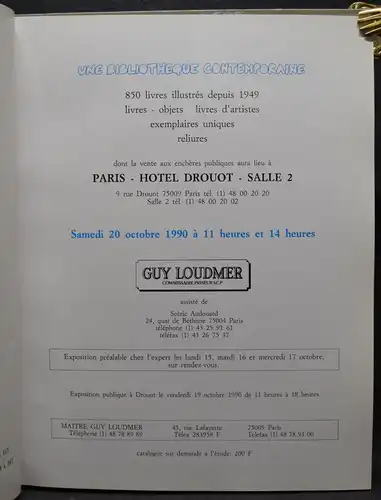 UNE BIBLIOTHEQUE CONTEMPORAINE
850 livres illustrés depuis 1949
livres - objets livres d'artistes
exemplaires uniques
reliures
dont la vente aux enchères publiques aura lieu à
PARIS - HOTEL DROUOT - SALLE 2
9 rue Drouot 75009 Paris tél. (1) 48 00 20 20
Salle 2 tél. (1) 48 00 20 02
Samedi 20 octobre 1990 à 11 heures et 14 heures
GUY LOUDMER
COMMISSAIRE-PRISEUR S.C.P
assisté de
Soizic Audouard
24, quai de Béthune 75004 Paris
téléphone (1) 43 25 91 61
téléfax (1) 43 26 75 37
Exposition préalable chez l'expert les lundi 15, mardi 16 et mercredi 17 octobre,
sur rendez-vous.
Exposition publique à Drouot le vendredi 19 octobre 1990 de 11 heures à 18 heures.
MAITRE GUY LOUDMER 45, rue Lafayette 75009 Paris
Téléphone (1) 48 78 89 89 Télex 283958 F Téléfax (1) 48 78 91 00
catalogue sur demande à l'étude: 200 F